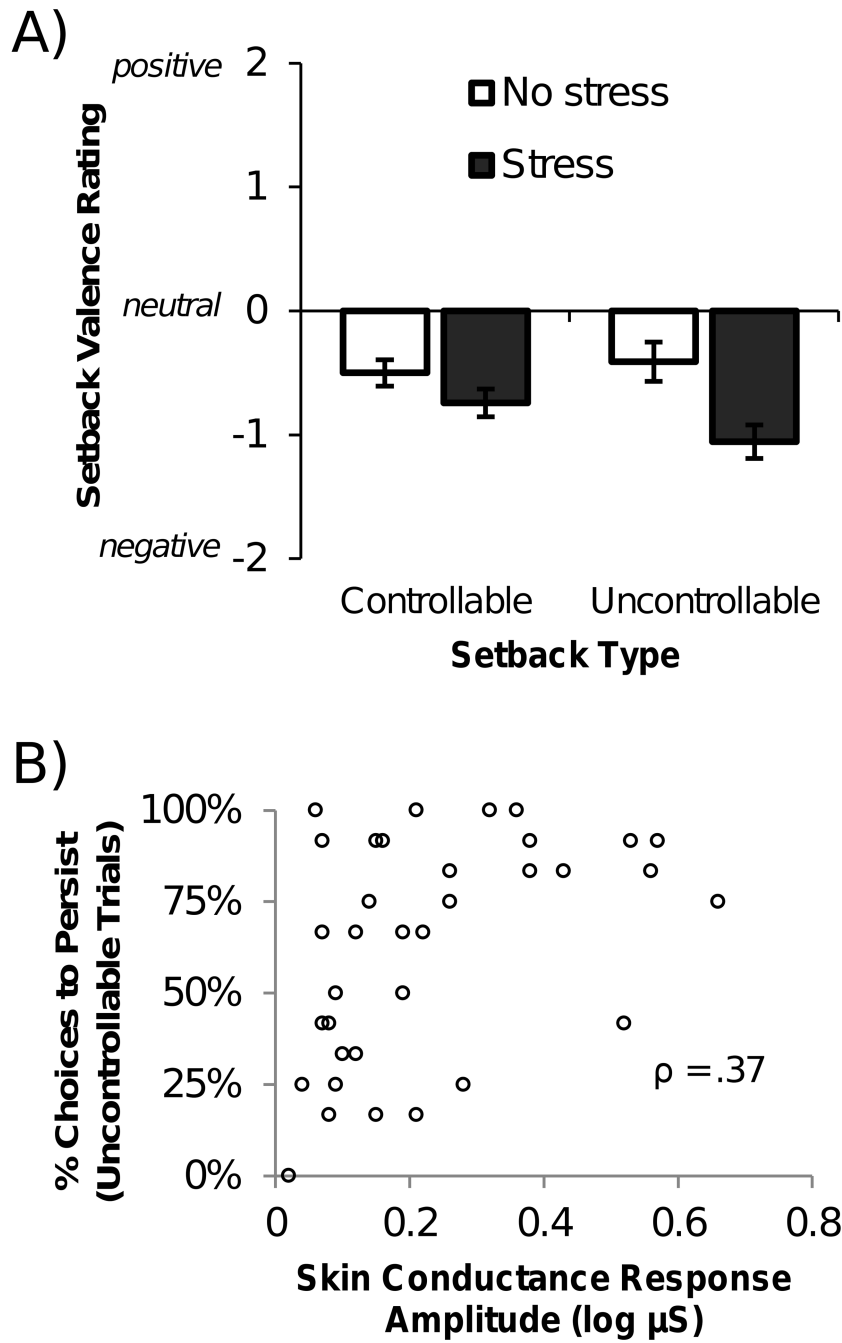 A)
positive 2
No stress
Stress
1
neutral 0
-1
negative -2
Setback Valence Rating
Controllable Uncontrollable
Setback Type
B)
100%
75%
50%
25%
0%
% Choices to Persist
(Uncontrollable Trials)
ρ =.37
0 0.2 0.4 0.6 0.8
Skin Conductance Response
Amplitude (log µS)